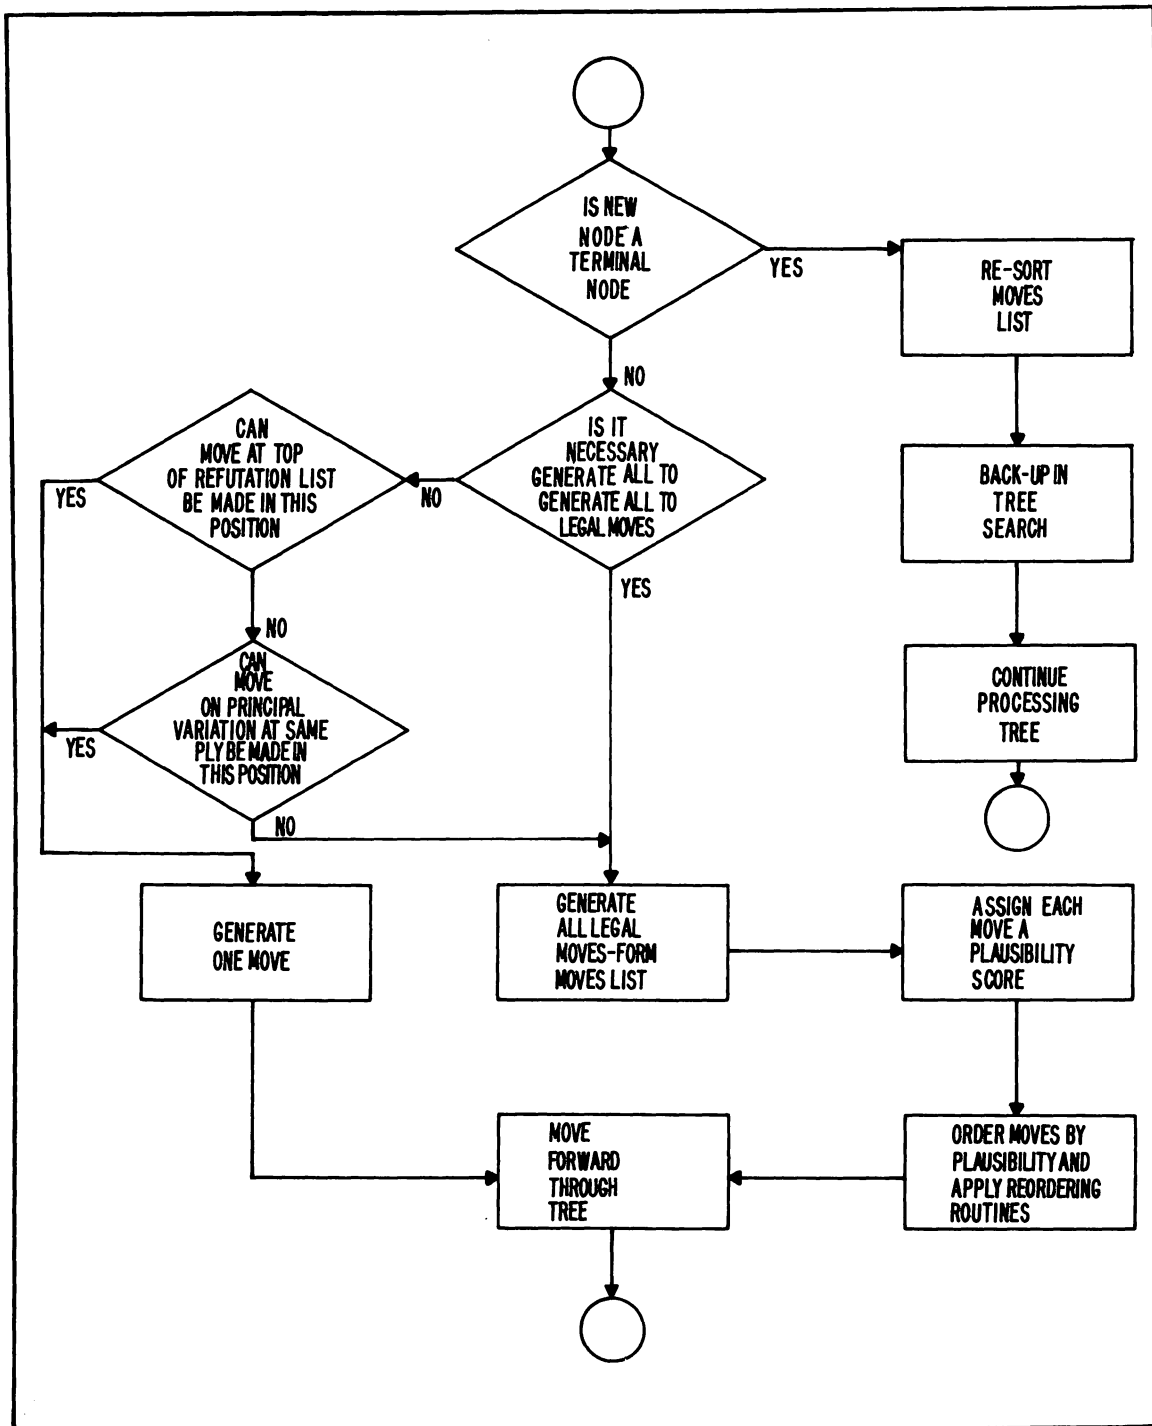 IS NEW
NODE A
TERMINAL
NODE
YES
RE-SORT
MOVES
LIST
NO
CAN
MOVE AT TOP
OF REFUTATION LIST
BE MADE IN THIS
POSITION
YES
IS IT
NECESSARY
GENERATE ALL TO
GENERATE ALL TO
LEGAL MOVES
NO
YES
BACK-UP IN
TREE
SEARCH
NO
CAN
MOVE
ON PRINCIPAL
VARIATION AT SAME
PLY BE MADE IN
THIS POSITION
YES
NO
CONTINUE
PROCESSING
TREE
GENERATE
ONE MOVE
GENERATE
ALL LEGAL
MOVES-FORM
MOVES LIST
ASSIGN EACH
MOVE A
PLAUSIBILITY
SCORE
MOVE
FORWARD
THROUGH
TREE
ORDER MOVES BY
PLAUSIBILITY AND
APPLY REORDERING
ROUTINES